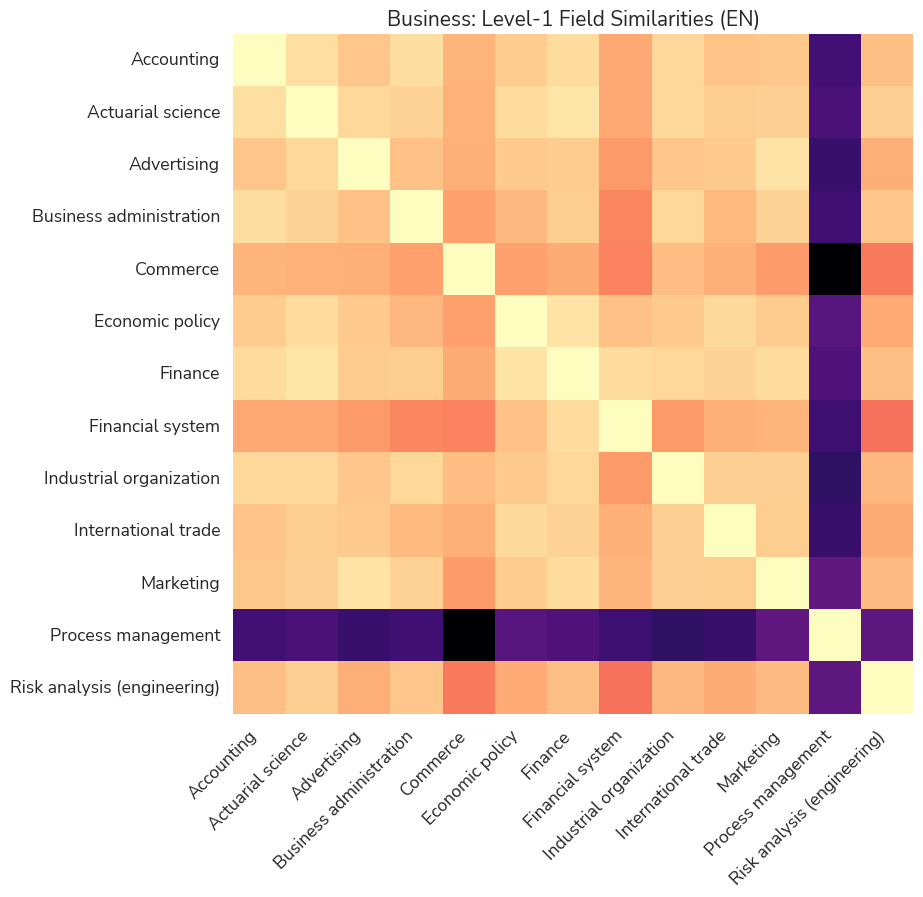 Business: Level-1 Field Similarities (EN)
Accounting
Actuarial science
Advertising
Business administration
Commerce
Economic policy
Finance
Financial system
Industrial organization
International trade
Marketing
Process management
Risk analysis (engineering)
Accounting
Actuarial science
Advertising
Business administration
Commerce
Economic policy
Finance
Financial system
Industrial organization
International trade
Marketing
Process management
Risk analysis (engineering)